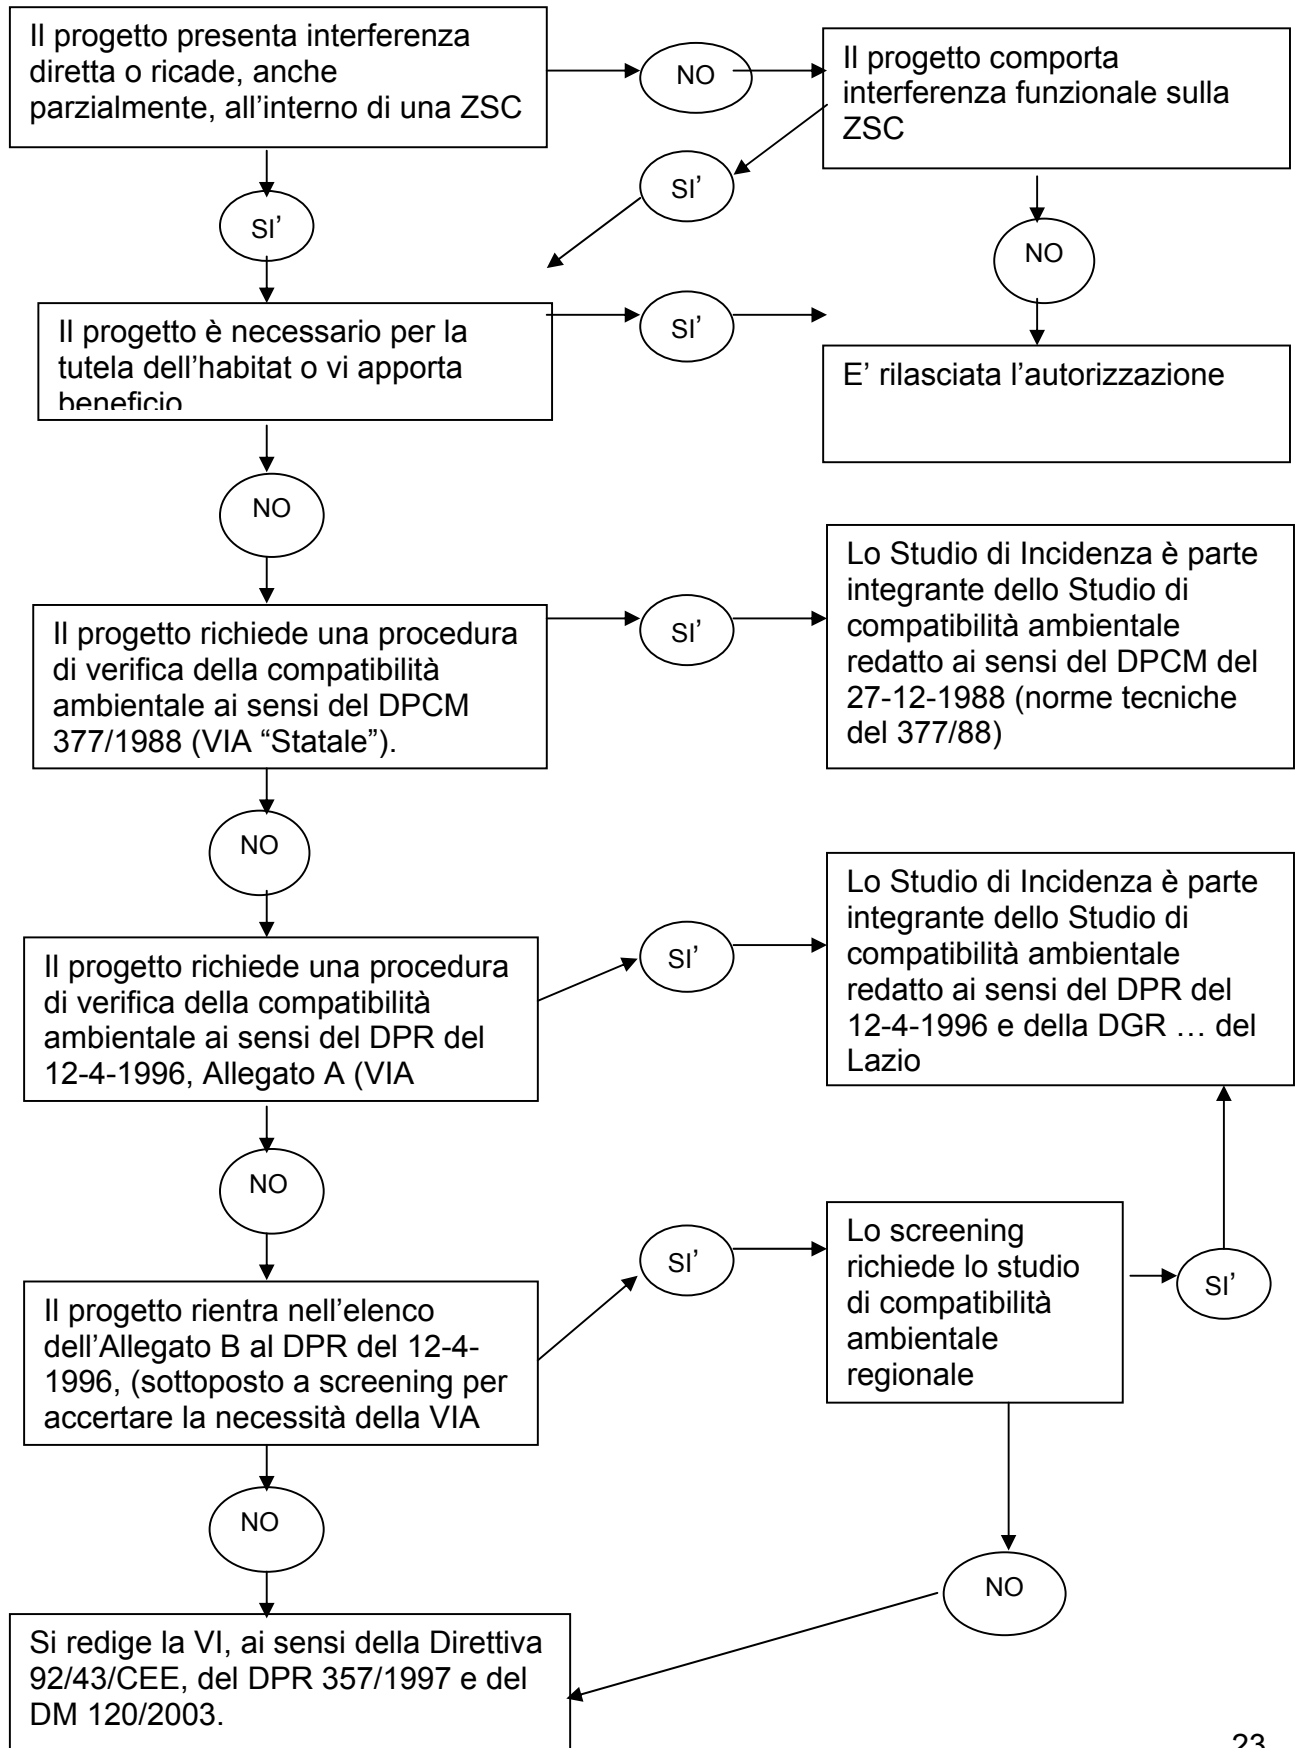 Il progetto presenta interferenza
diretta o ricade, anche
parzialmente, all'interno di una ZSC
NO
Il progetto comporta
interferenza funzionale sulla
ZSC
SI'
SI'
NO
Il progetto è necessario per la
tutela dell'habitat o vi apporta
beneficio
SI'
E' rilasciata l'autorizzazione
NO
Il progetto richiede una procedura
di verifica della compatibilità
ambientale ai sensi del DPCM
377/1988 (VIA “Statale”).
SI'
Lo Studio di Incidenza è parte
integrante dello Studio di
compatibilità ambientale
redatto ai sensi del DPCM del
27-12-1988 (norme tecniche
del 377/88)
NO
Il progetto richiede una procedura
di verifica della compatibilità
ambientale ai sensi del DPR del
12-4-1996, Allegato A (VIA
SI'
Lo Studio di Incidenza è parte
integrante dello Studio di
compatibilità ambientale
redatto ai sensi del DPR del
12-4-1996 e della DGR … del
Lazio
NO
Il progetto rientra nell'elenco
dell'Allegato B al DPR del 12-4-
1996, (sottoposto a screening per
accertare la necessità della VIA
SI'
Lo screening
richiede lo studio
di compatibilità
ambientale
regionale
SI'
NO
NO
Si redige la VI, ai sensi della Direttiva
92/43/CEE, del DPR 357/1997 e del
DM 120/2003.
23